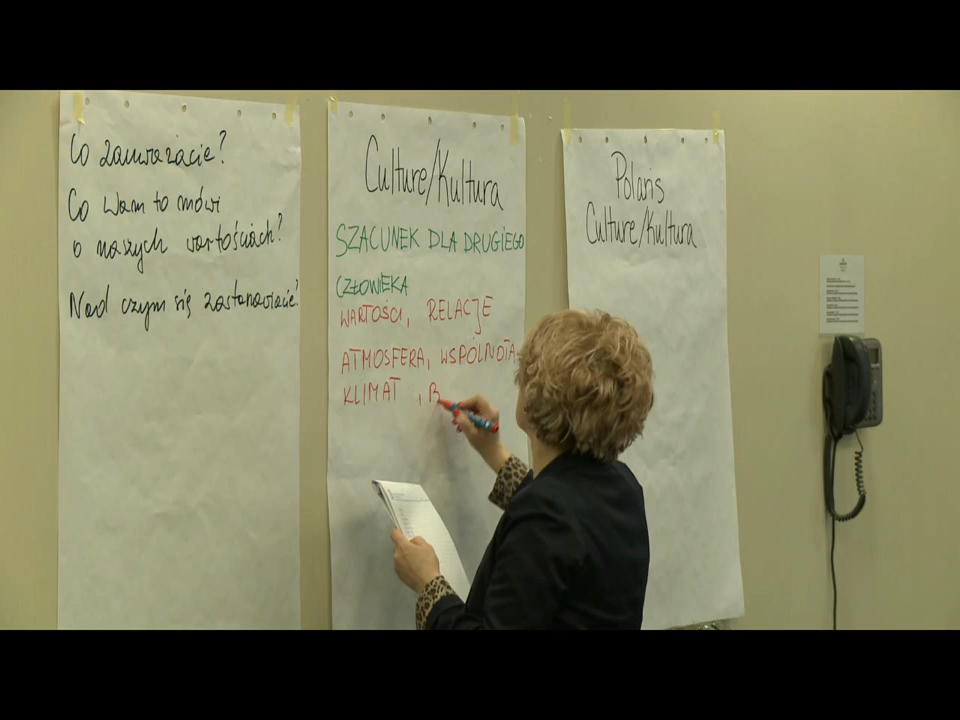 Co zauważacie?
Co Wam to mówi
o naszych wartościach?
Nad czym się zastanawiacie?
Culture/Kultura
SZACUNEK DLA DRUGIEGO
CZŁOWIEKA
WARTOŚCI, RELACJE
ATMOSFERA, WSPÓLNOTA
KLIMAT , B
Polaris
Culture/Kultura